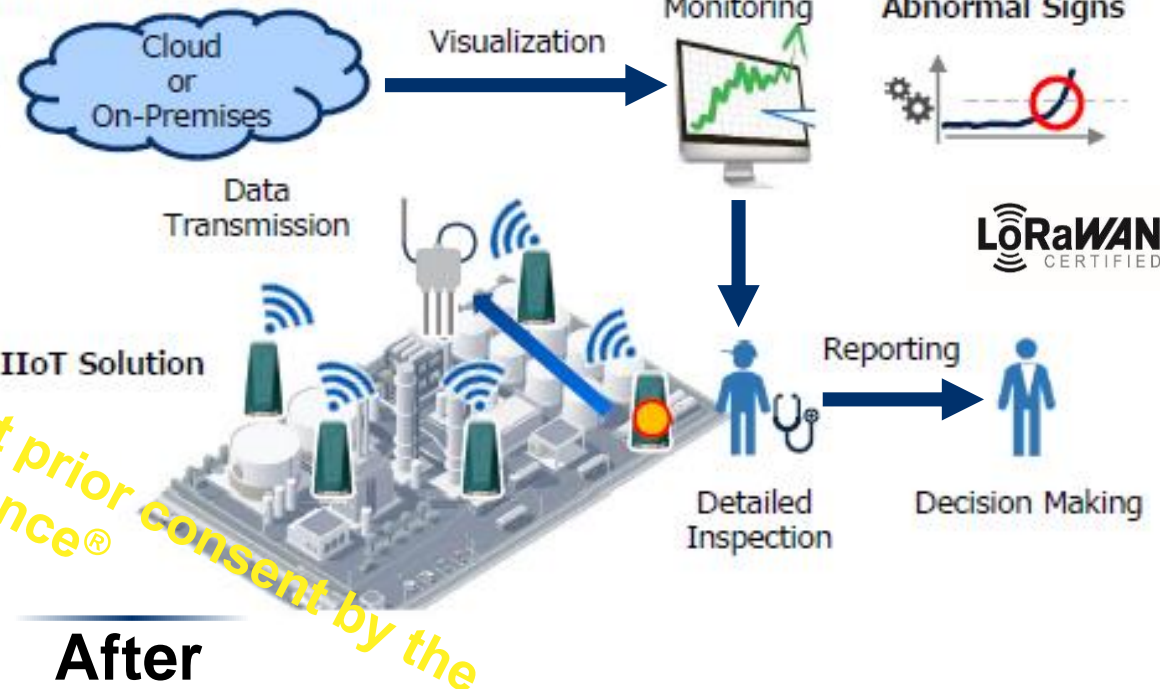 Monitoring
Abnormal Signs
Cloud
or
On-Premises
Visualization
Data
Transmission
LoRaWAN
CERTIFIED
IIoT Solution
Reporting
Detailed
Inspection
Decision Making
t prior consent by the
nce®
After